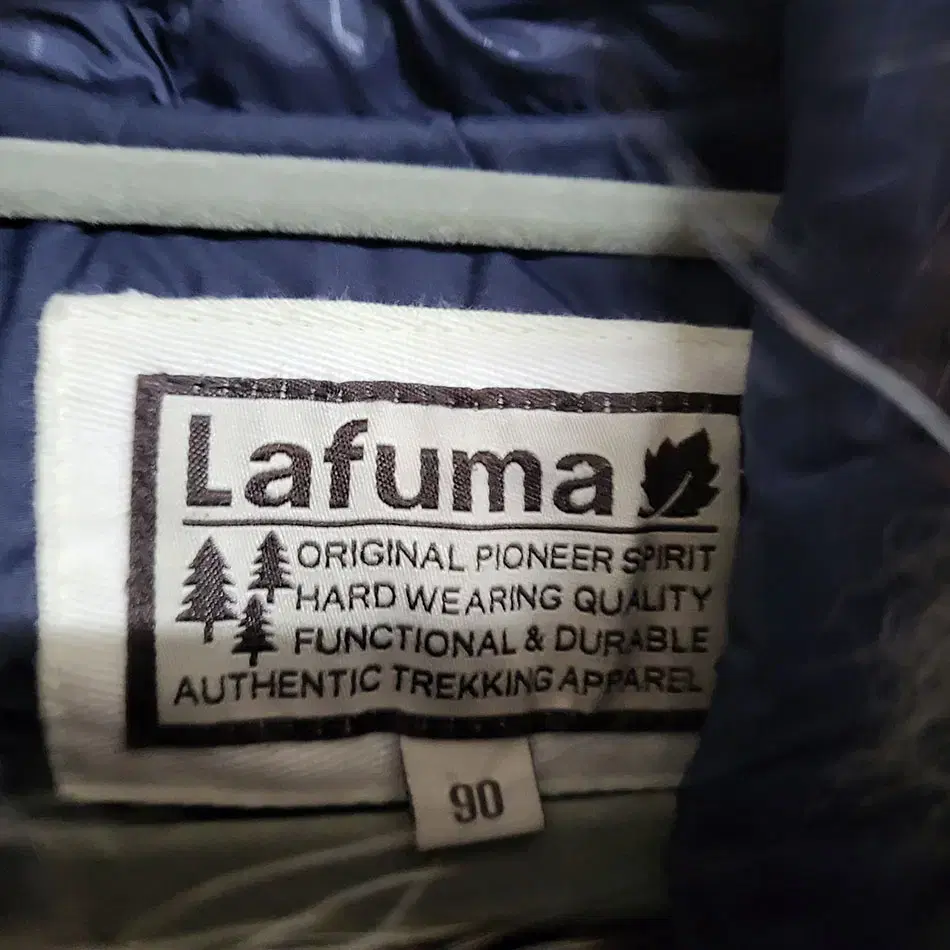 Lafuma
ORIGINAL PIONEER SPIRIT
HARD WEARING QUALITY
FUNCTIONAL & DURABLE
AUTHENTIC TREKKING APPAREL
90